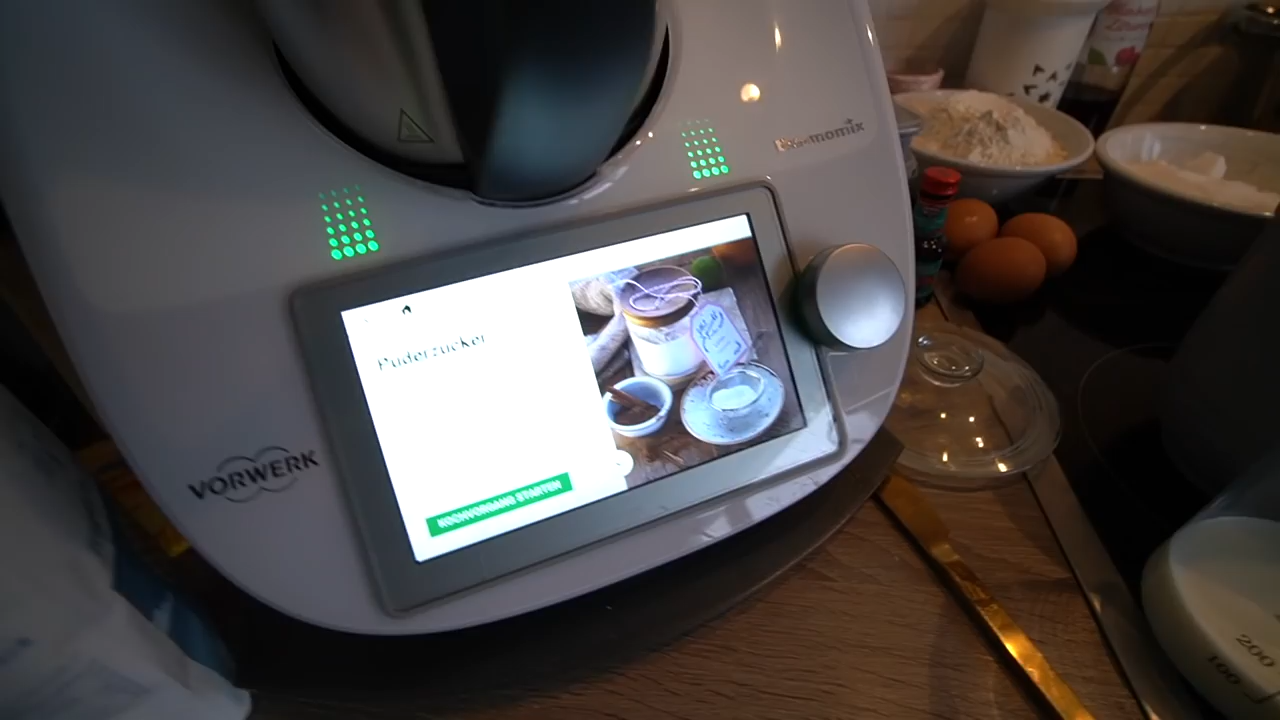 thermomix
Puderzucker
VORWERK
KOCHVORGANG STARTEN
200
100